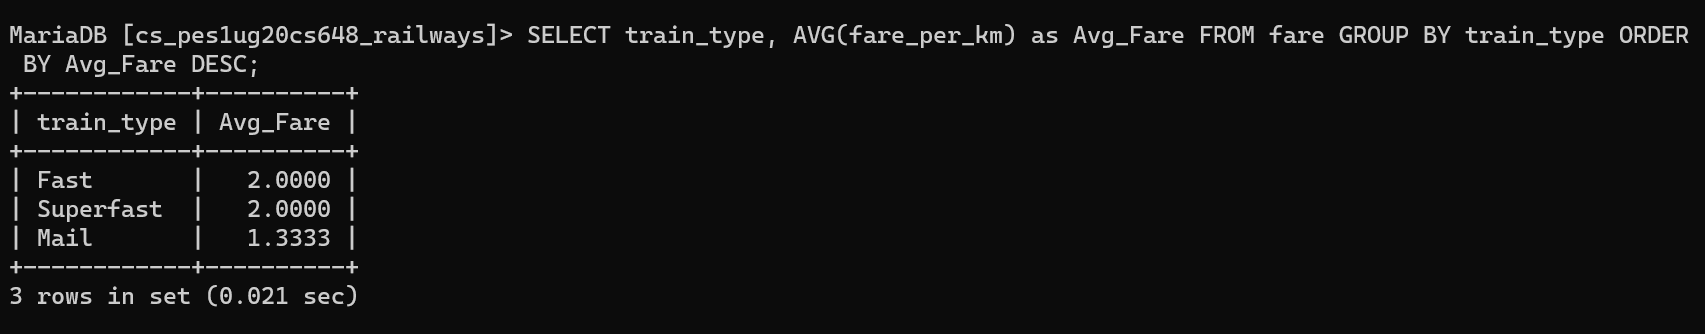 MariaDB [cs_pes1ug20cs648_railways]> SELECT train_type, AVG(fare_per_km) as Avg_Fare FROM fare GROUP BY train_type ORDER
 BY Avg_Fare DESC;
+------------+----------+
| train_type | Avg_Fare |
+------------+----------+
| Fast       |   2.0000 |
| Superfast  |   2.0000 |
| Mail       |   1.3333 |
+------------+----------+
3 rows in set (0.021 sec)